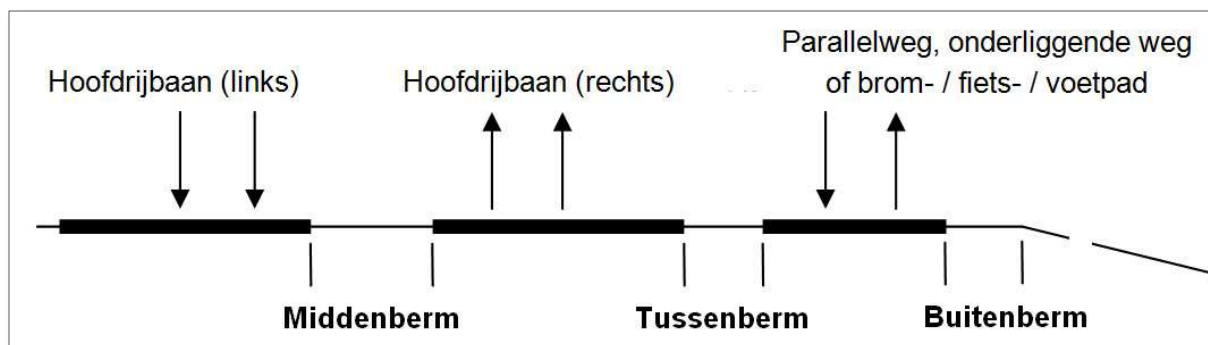 Parallelweg, onderliggende weg
Hoofdrijbaan (links) Hoofdrijbaan (rechts) of brom- / fiets- / voetpad
Middenberm Tussenberm Buitenberm